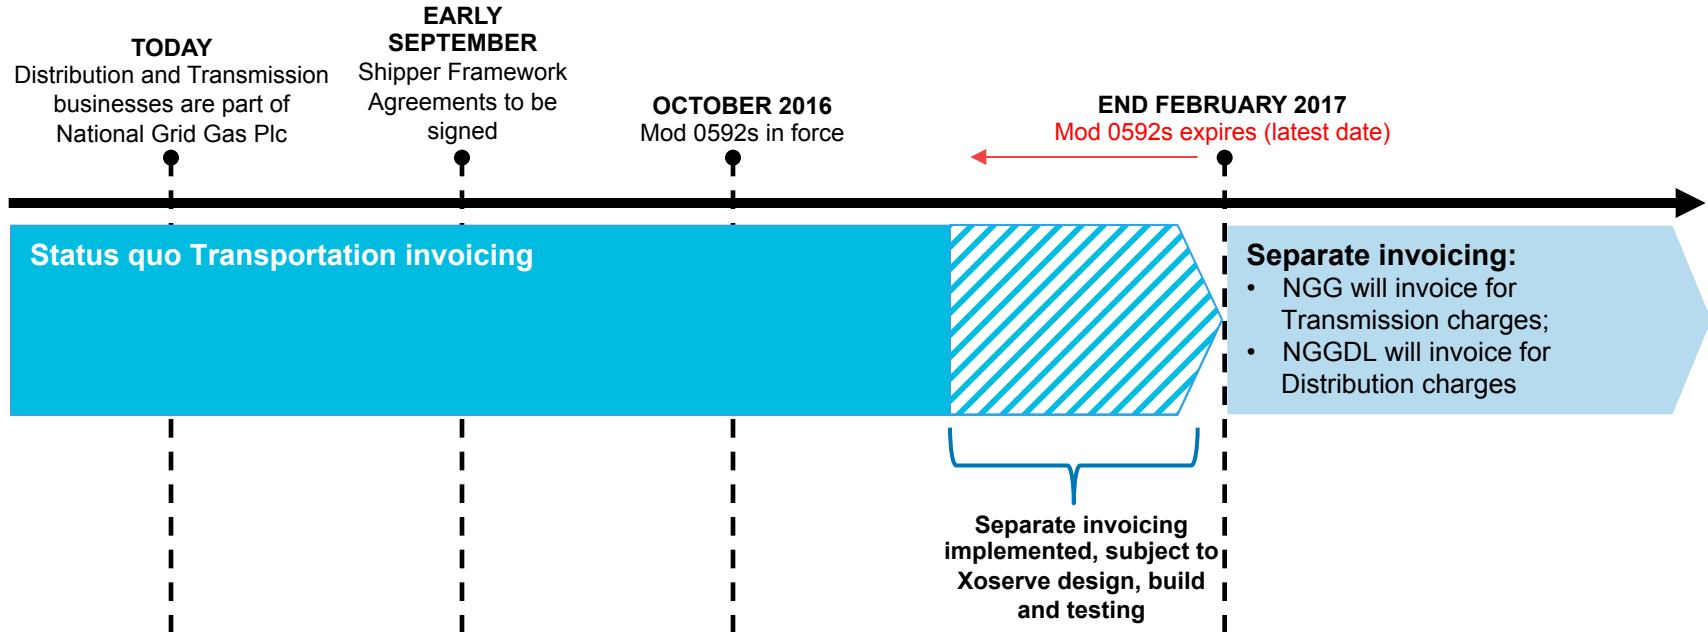 TODAY
Distribution and Transmission
businesses are part of
National Grid Gas Plc
EARLY
SEPTEMBER
Shipper Framework
Agreements to be
signed
OCTOBER 2016
Mod 0592s in force
END FEBRUARY 2017
Mod 0592s expires (latest date)
Status quo Transportation invoicing
Separate invoicing:
• NGG will invoice for
Transmission charges;
• NGGDL will invoice for
Distribution charges
Separate invoicing
implemented, subject to
Xoserve design, build
and testing